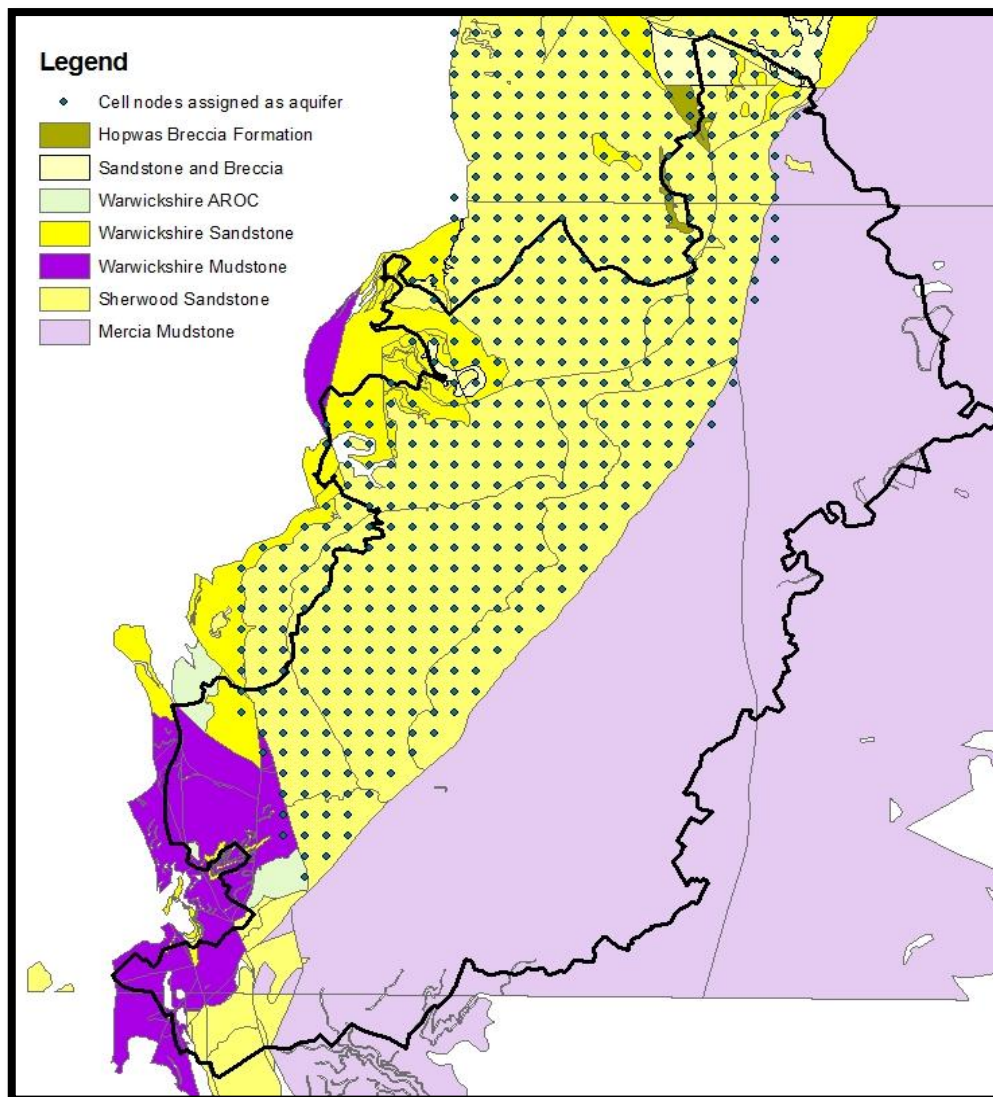 Legend
Cell nodes assigned as aquifer
Hopwas Breccia Formation
Sandstone and Breccia
Warwickshire AROC
Warwickshire Sandstone
Warwickshire Mudstone
Sherwood Sandstone
Mercia Mudstone